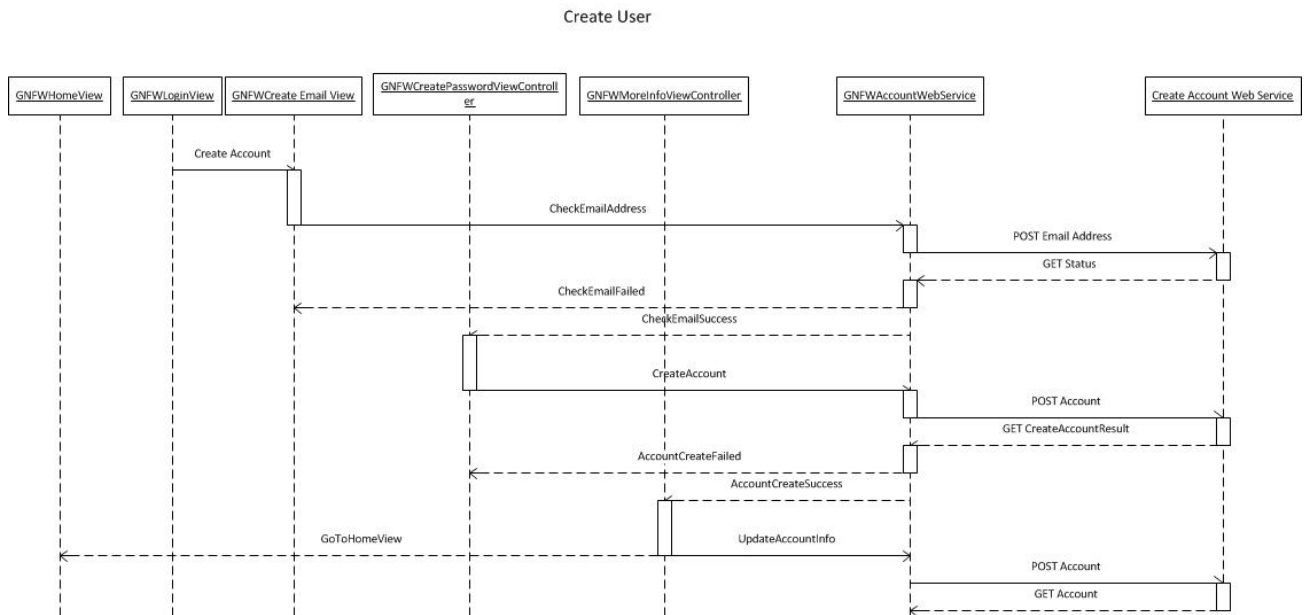 Create User
GNFWHomeView
GNFWLoginView
GNFWCreate Email View
GNFWCreatePasswordViewControll
er
GNFWMoreInfoViewController
GNFWAccountWebService
Create Account Web Service
Create Account
CheckEmailAddress
POST Email Address
GET Status
CheckEmailFailed
CheckEmailSuccess
CreateAccount
POST Account
GET CreateAccountResult
AccountCreateFailed
AccountCreateSuccess
GoToHomeView
UpdateAccountInfo
POST Account
GET Account